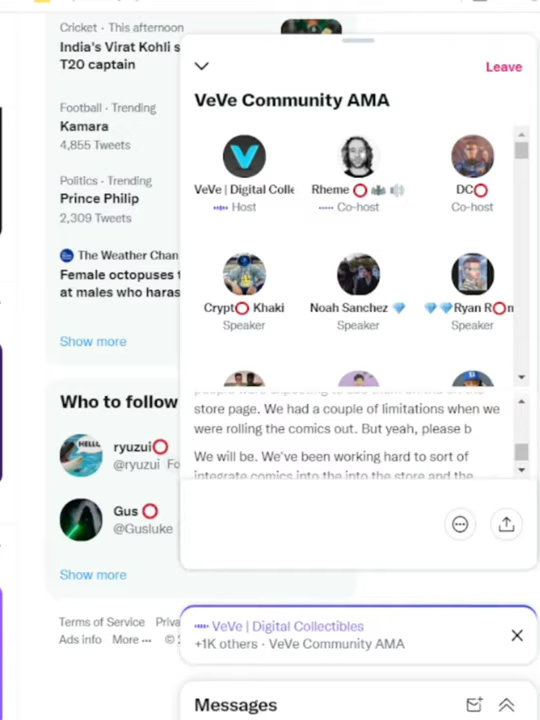 Cricket · This afternoon
India's Virat Kohli s
T20 captain
Football · Trending
Kamara
4,855 Tweets
Politics · Trending
Prince Philip
2,309 Tweets
The Weather Chan
Female octopuses t
at males who haras
Show more
Who to follow
HELLL
ryuzui⭕
@ryuzui Fo
Gus ⭕
@Gusluke
Show more
Terms of Service Priva
Ads info More ··· ©
Leave
VeVe Community AMA
VeVe | Digital Colle
Host
Rheme
Co-host
DC⭕
Co-host
Crypt⭕ Khaki
Speaker
Noah Sanchez 💎
Speaker
💎💎Ryan R⭕n
Speaker
store page. We had a couple of limitations when we
were rolling the comics out. But yeah, please b
We will be. We've been working hard to sort of
integrate comics into the into the store and the
VeVe | Digital Collectibles
+1K others · VeVe Community AMA
Messages